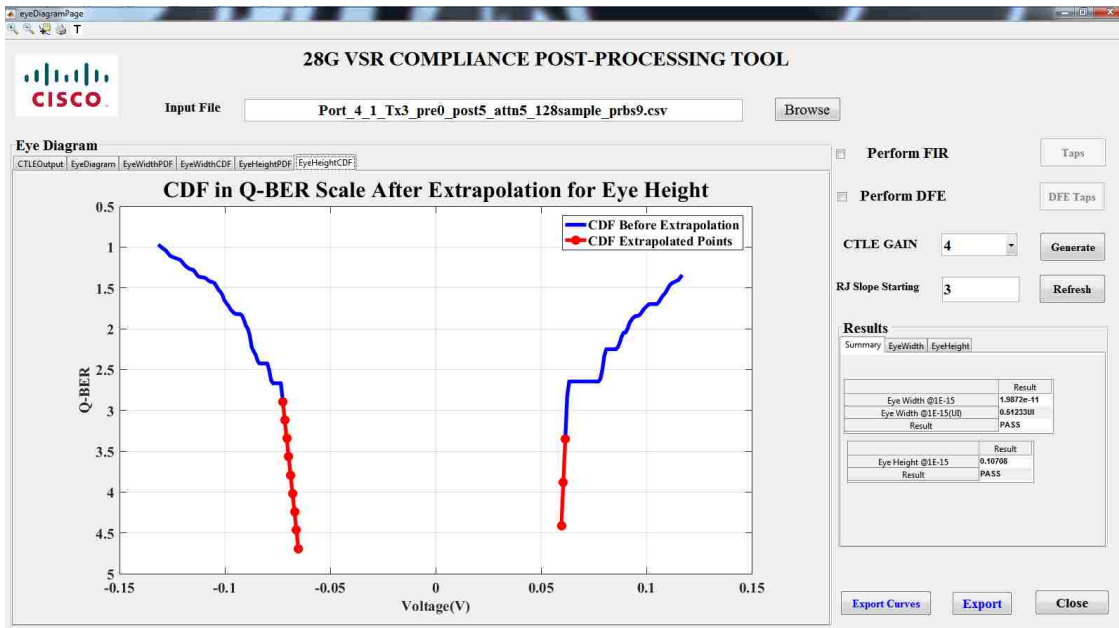 eyeDiagramPage
T
28G VSR COMPLIANCE POST-PROCESSING TOOL
CISCO
Input File
Port_4_1_Tx3_pre0_post5_attn5_128sample_prbs9.csv
Browse
Eye Diagram
CTLEOutput EyeDiagram EyeWidthPDF EyeWidthCDF EyeHeightPDF EyeHeightCDF
CDF in Q-BER Scale After Extrapolation for Eye Height
CDF Before Extrapolation
CDF Extrapolated Points
Q-BER
0.5
1
1.5
2
2.5
3
3.5
4
4.5
5
-0.15 -0.1 -0.05 0 0.05 0.1 0.15
Voltage(V)
Perform FIR Taps
Perform DFE DFE Taps
CTLE GAIN 4 Generate
RJ Slope Starting 3 Refresh
Results
Summary EyeWidth EyeHeight
Result
Eye Width @1E-15 1.9872e-11
Eye Width @1E-15(UI) 0.51233UI
Result PASS
Result
Eye Height @1E-15 0.10708
Result PASS
Export Curves Export Close